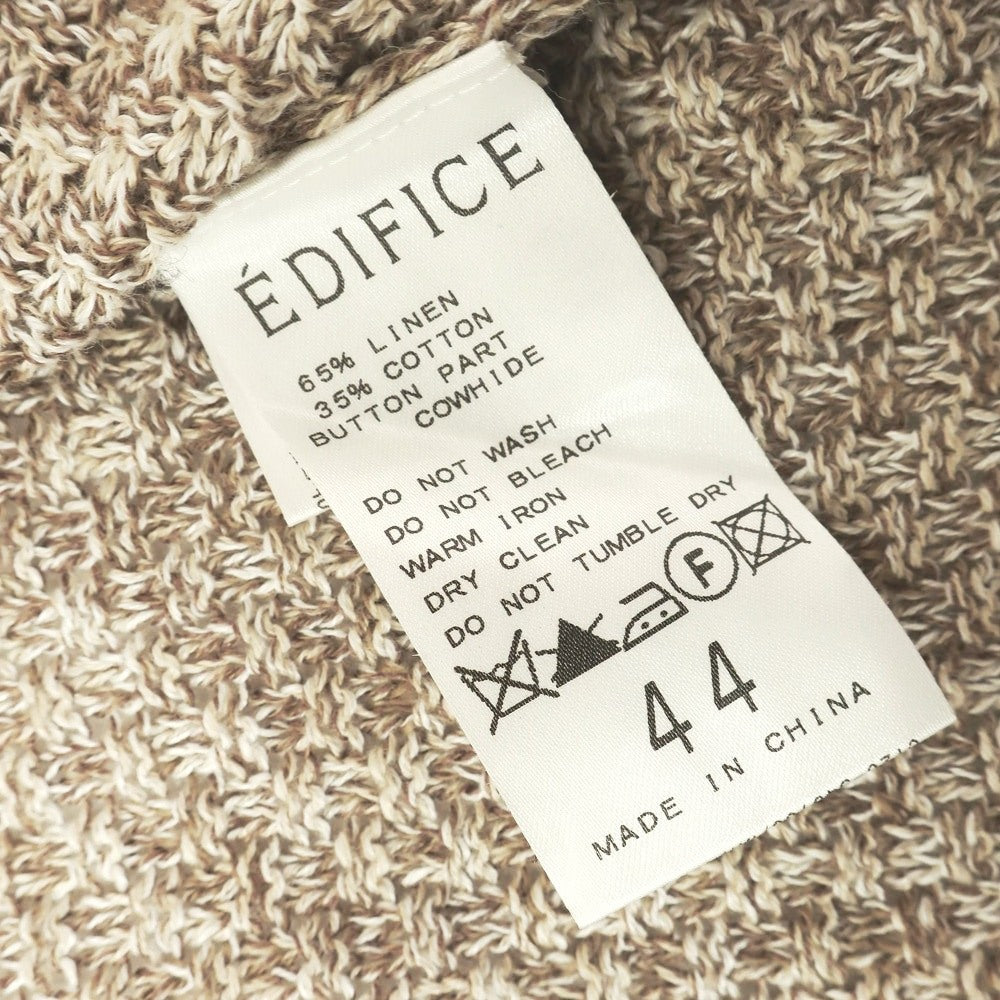 ÉDIFICE
65% LINEN
35% COTTON
BUTTON PART
COWHIDE
DO NOT WASH
DO NOT BLEACH
WARM IRON
DRY CLEAN
DO NOT TUMBLE DRY
F
44
MADE IN CHINA